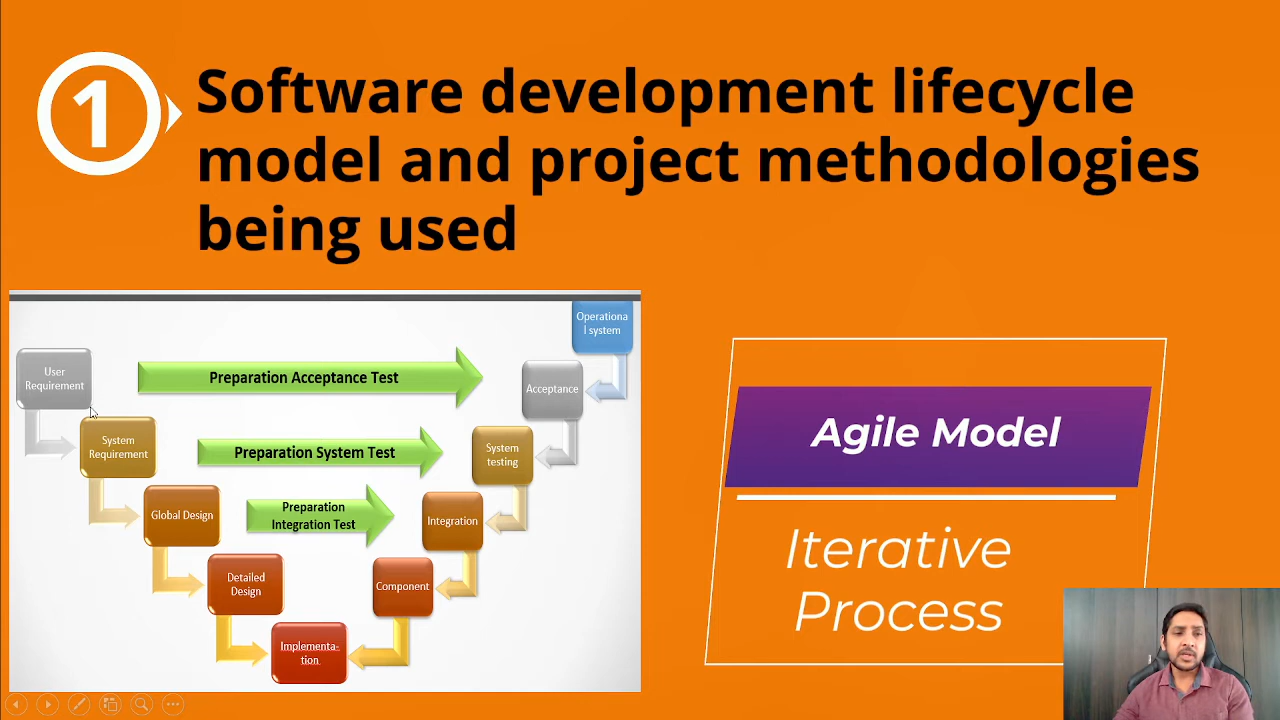 1
Software development lifecycle
model and project methodologies
being used
Operationa
l system
User
Requirement
Preparation Acceptance Test
Acceptance
System
Requirement
Preparation System Test
System
testing
Global Design
Preparation
Integration Test
Integration
Detailed
Design
Component
Implementa-
tion
Agile Model
Iterative
Process